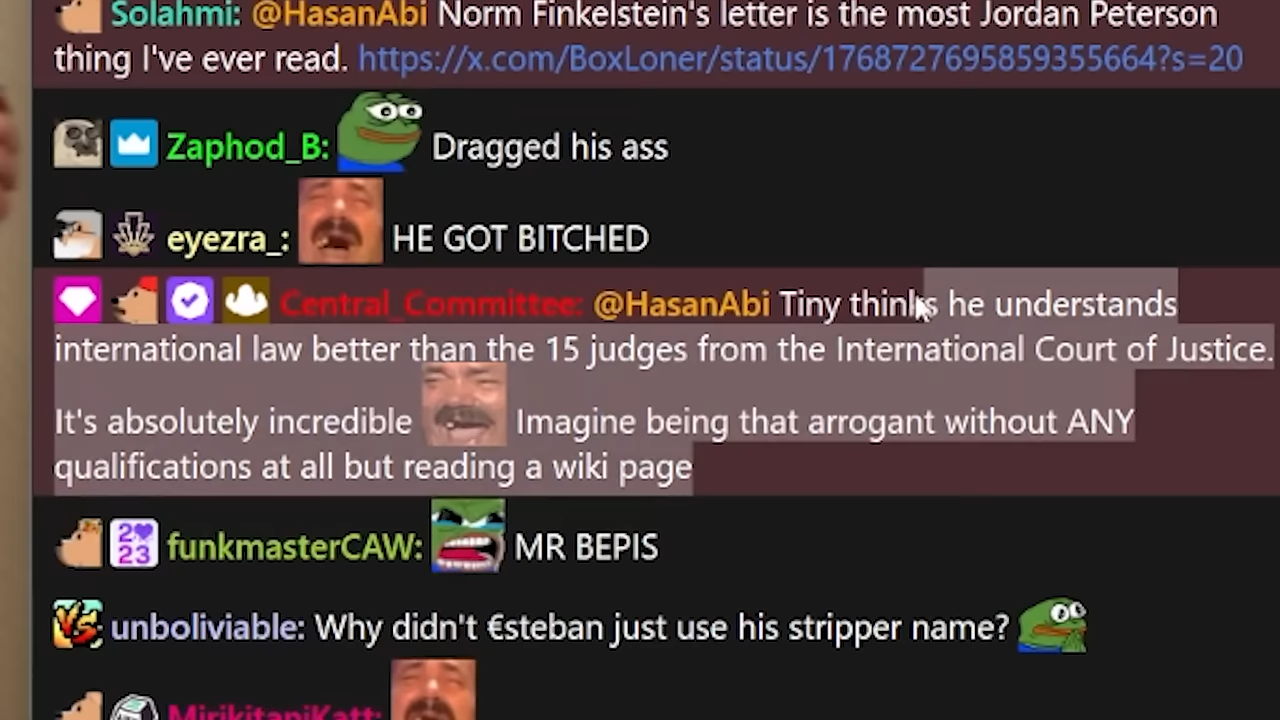 Solahmi: @HasanAbi Norm Finkelstein's letter is the most Jordan Peterson
thing I've ever read. https://x.com/BoxLoner/status/1768727695859355664?s=20
Zaphod_B: Dragged his ass
eyezra_: HE GOT BITCHED
Central_Committee: @HasanAbi Tiny thinks he understands
international law better than the 15 judges from the International Court of Justice.
It's absolutely incredible Imagine being that arrogant without ANY
qualifications at all but reading a wiki page
2 23
funkmasterCAW: MR BEPIS
VS unboliviable: Why didn't €steban just use his stripper name?
MirikitaniKatt: